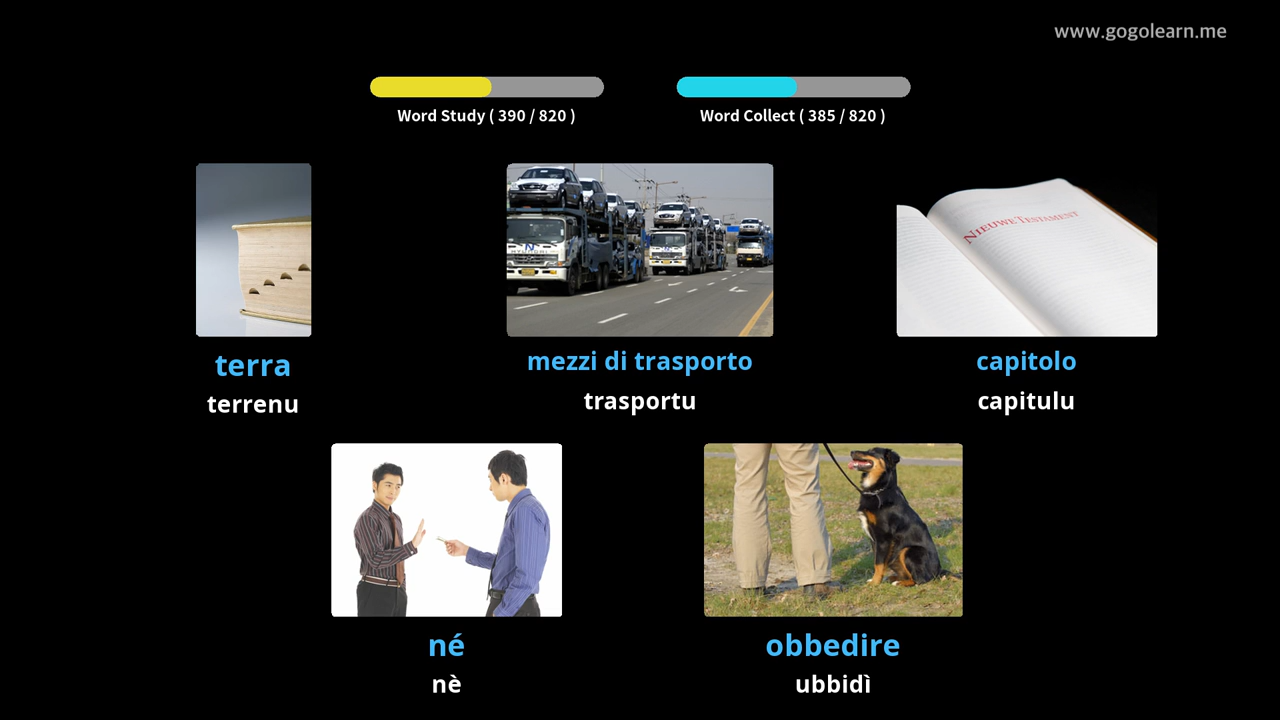 www.gogolearn.me
Word Study ( 390 / 820 )
Word Collect ( 385 / 820 )
NIEUWE TESTAMENT
terra
terrenu
mezzi di trasporto
trasportu
capitolo
capitulu
né
nè
obbedire
ubbidì